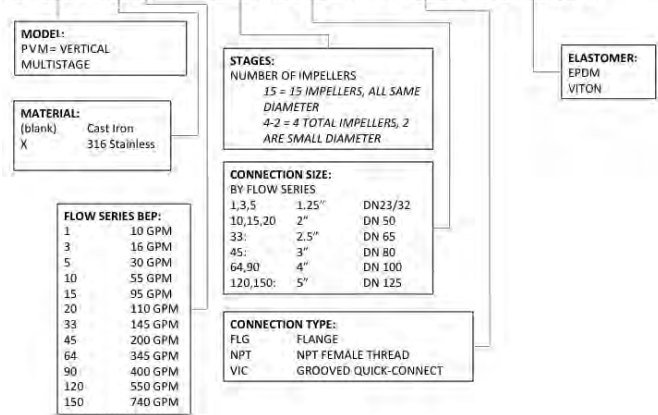 MODEL:
PVM= VERTICAL
MULTISTAGE
MATERIAL:
(blank) Cast Iron
X 316 Stainless
FLOW SERIES BEP:
1 10 GPM
3 16 GPM
5 30 GPM
10 55 GPM
15 95 GPM
20 110 GPM
33 145 GPM
45 200 GPM
64 345 GPM
90 400 GPM
120 550 GPM
150 740 GPM
STAGES:
NUMBER OF IMPELLERS
15 = 15 IMPELLERS, ALL SAME
DIAMETER
4-2 = 4 TOTAL IMPELLERS, 2
ARE SMALL DIAMETER
CONNECTION SIZE:
BY FLOW SERIES
1,3,5 1.25" DN23/32
10,15,20 2" DN 50
33: 2.5" DN 65
45: 3" DN 80
64,90 4" DN 100
120,150: 5" DN 125
CONNECTION TYPE:
FLG FLANGE
NPT NPT FEMALE THREAD
VIC GROOVED QUICK-CONNECT
ELASTOMER:
EPDM
VITON